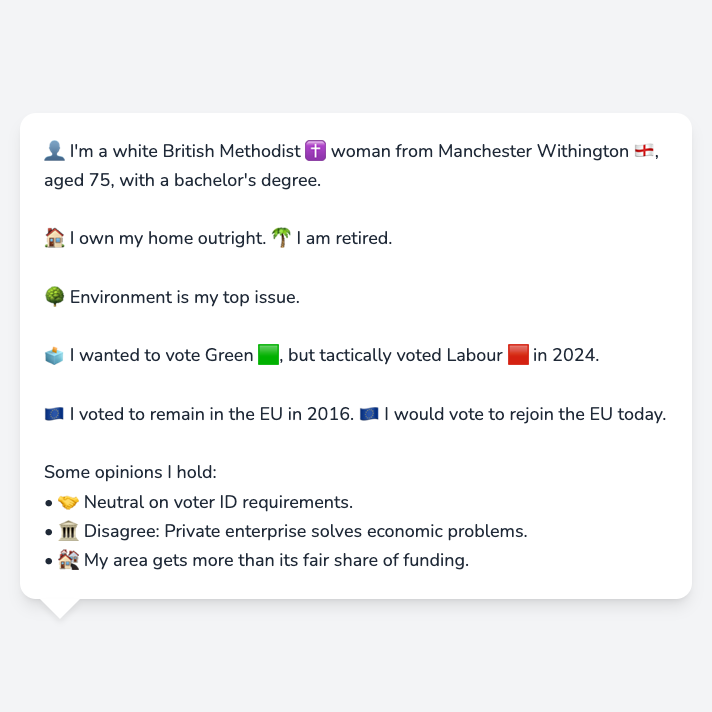 👤 I'm a white British Methodist ✝️ woman from Manchester Withington 🏴󠁧󠁢󠁥󠁮󠁧󠁿,
aged 75, with a bachelor's degree.
🏠 I own my home outright. 🌴 I am retired.
🌳 Environment is my top issue.
🗳️ I wanted to vote Green 🟩, but tactically voted Labour 🟥 in 2024.
🇪🇺 I voted to remain in the EU in 2016. 🇪🇺 I would vote to rejoin the EU today.
Some opinions I hold:
• 🤝 Neutral on voter ID requirements.
• 🏛️ Disagree: Private enterprise solves economic problems.
• 🏘️ My area gets more than its fair share of funding.